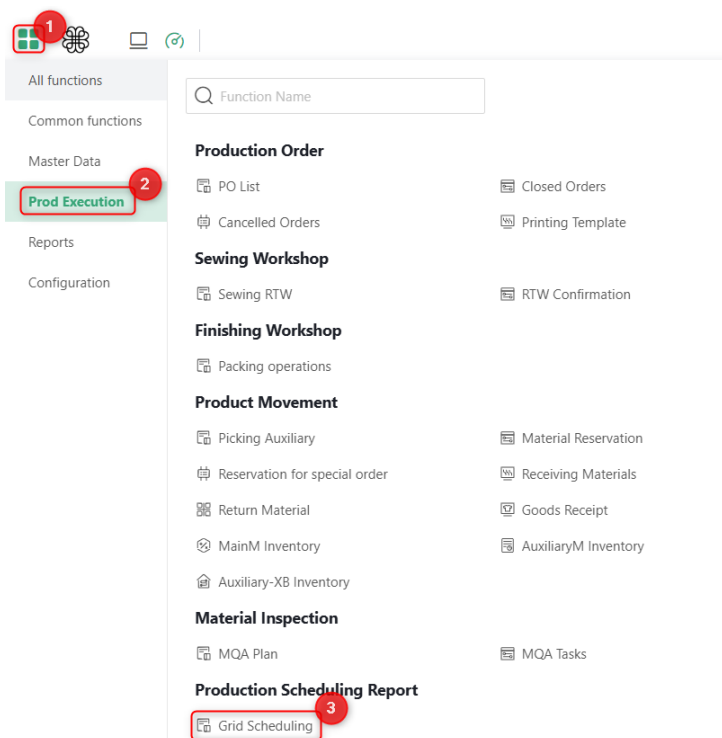 1
All functions
Function Name
Common functions
Production Order
Master Data
PO List
Closed Orders
2
Prod Execution
Cancelled Orders
Printing Template
Reports
Sewing Workshop
Configuration
Sewing RTW
RTW Confirmation
Finishing Workshop
Packing operations
Product Movement
Picking Auxiliary
Material Reservation
Reservation for special order
Receiving Materials
Return Material
Goods Receipt
MainM Inventory
AuxiliaryM Inventory
Auxiliary-XB Inventory
Material Inspection
MQA Plan
MQA Tasks
Production Scheduling Report
3
Grid Scheduling